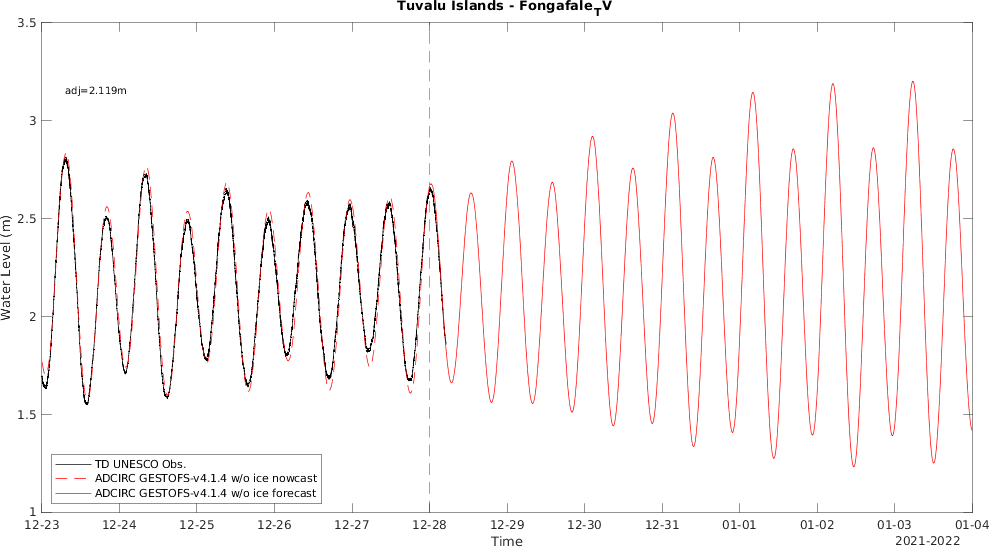 Tuvalu Islands - Fongafale_TV
adj=2.119m
Water Level (m)
3.5
3
2.5
2
1.5
1
TD UNESCO Obs.
ADCIRC GESTOFS-v4.1.4 w/o ice nowcast
ADCIRC GESTOFS-v4.1.4 w/o ice forecast
12-23 12-24 12-25 12-26 12-27 12-28 12-29 12-30 12-31 01-01 01-02 01-03 01-04
Time
2021-2022